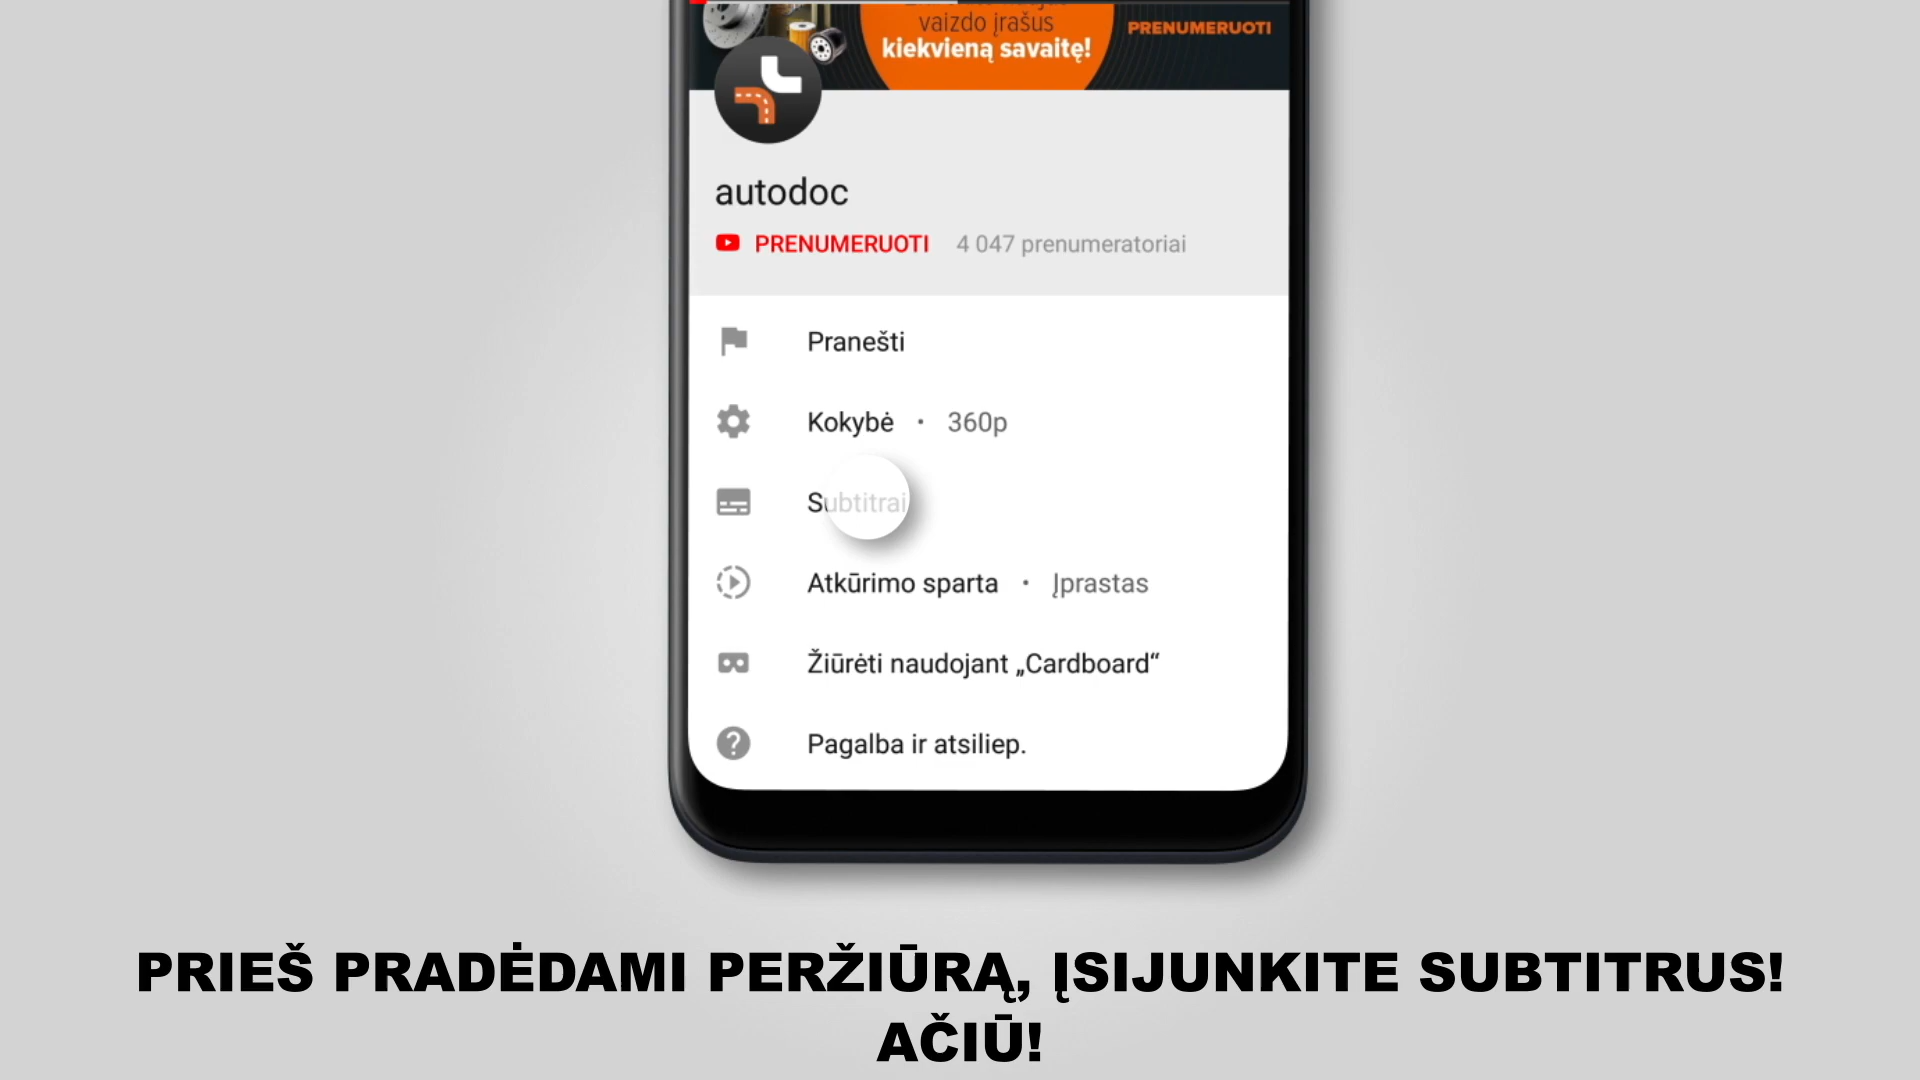 vaizdo įrašus
kiekvieną savaitę!
PRENUMERUOTI
autodoc
PRENUMERUOTI 4 047 prenumeratoriai
Pranešti
Kokybė • 360p
Subtitrai
Atkūrimo sparta • Įprastas
Žiūrėti naudojant „Cardboard“
Pagalba ir atsiliep.
PRIEŠ PRADĖDAMI PERŽIŪRĄ, ĮSIJUNKITE SUBTITRUS!
AČIŪ!